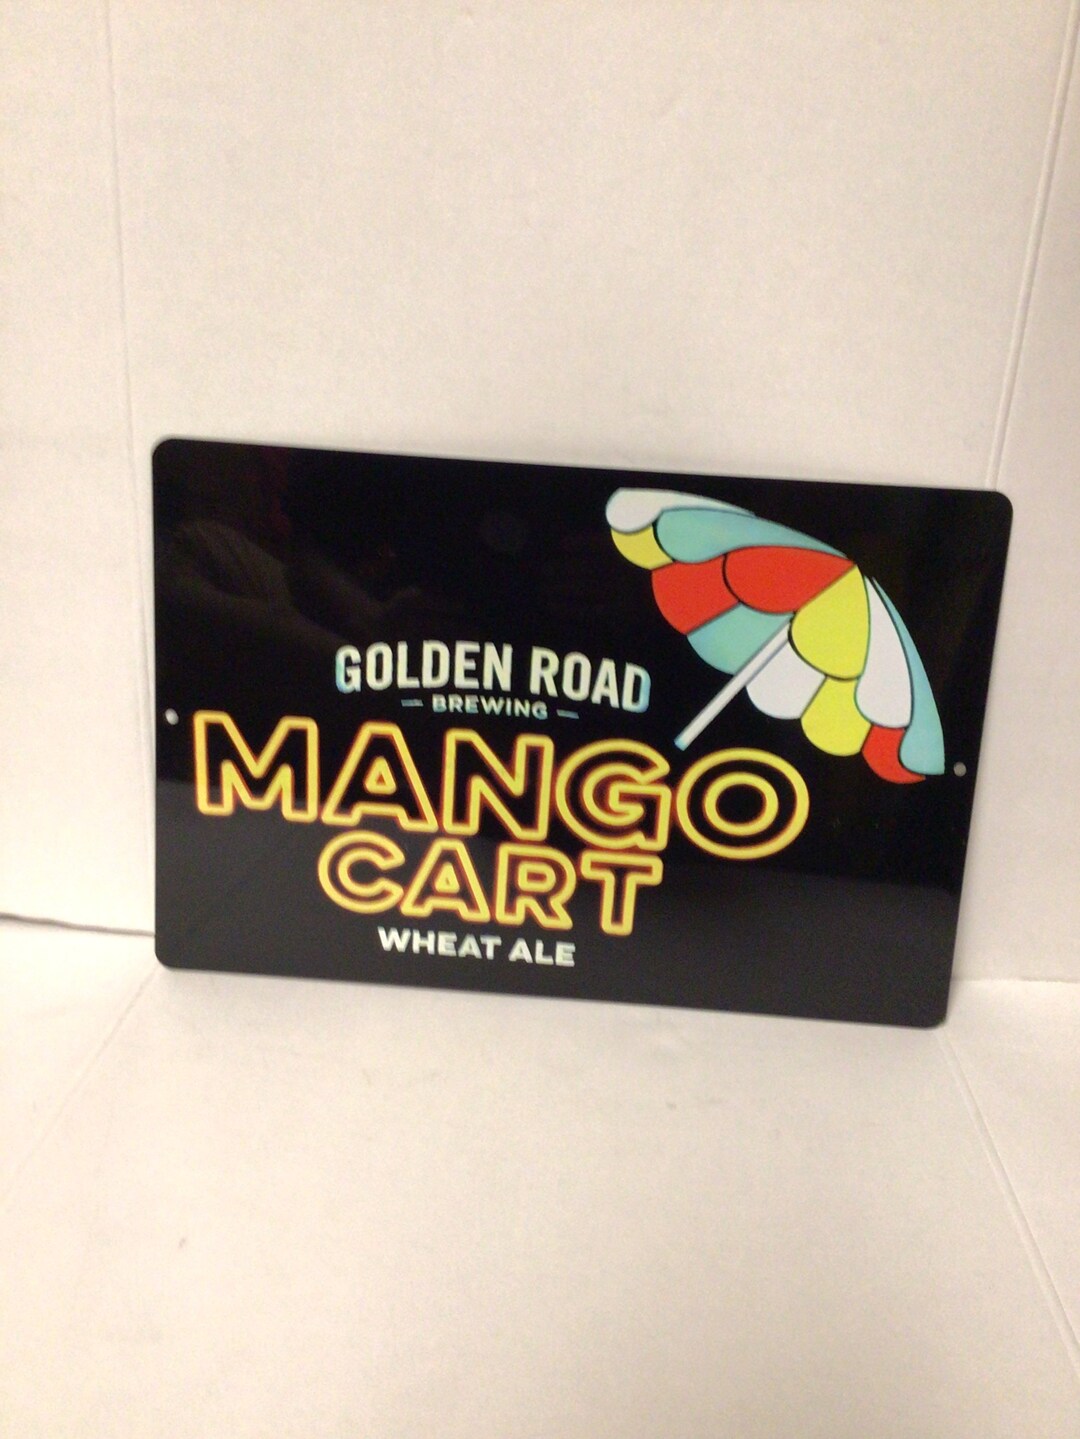 GOLDEN ROAD
BREWING
MANGO
CART
WHEAT ALE